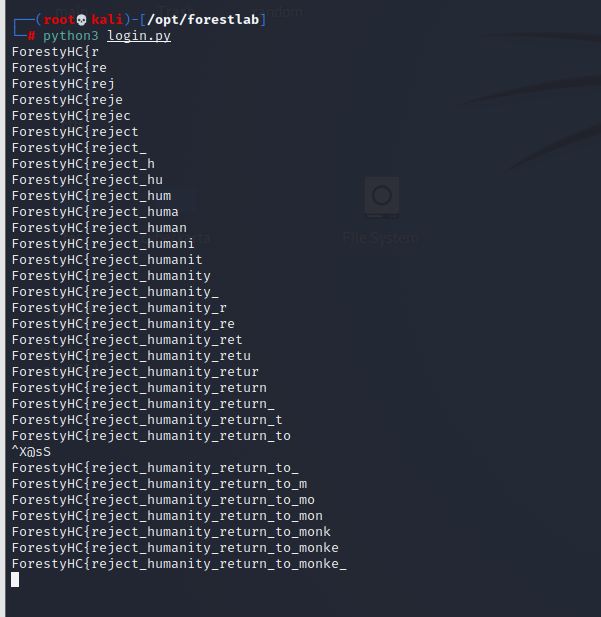 main Trash random
┌──(root💀kali)-[/opt/forestlab]
└─# python3 login.py
ForestyHC{r
ForestyHC{re
ForestyHC{rej
ForestyHC{reje
ForestyHC{rejec
ForestyHC{reject
ForestyHC{reject_
ForestyHC{reject_h
ForestyHC{reject_hu
ForestyHC{reject_hum
ForestyHC{reject_huma
ForestyHC{reject_human
ForestyHC{reject_humani
ForestyHC{reject_humanit
ForestyHC{reject_humanity
ForestyHC{reject_humanity_
ForestyHC{reject_humanity_r
ForestyHC{reject_humanity_re
ForestyHC{reject_humanity_ret
ForestyHC{reject_humanity_retu
ForestyHC{reject_humanity_retur
ForestyHC{reject_humanity_return
ForestyHC{reject_humanity_return_
ForestyHC{reject_humanity_return_t
ForestyHC{reject_humanity_return_to
^X@sS
ForestyHC{reject_humanity_return_to_
ForestyHC{reject_humanity_return_to_m
ForestyHC{reject_humanity_return_to_mo
ForestyHC{reject_humanity_return_to_mon
ForestyHC{reject_humanity_return_to_monk
ForestyHC{reject_humanity_return_to_monke
ForestyHC{reject_humanity_return_to_monke_
File System